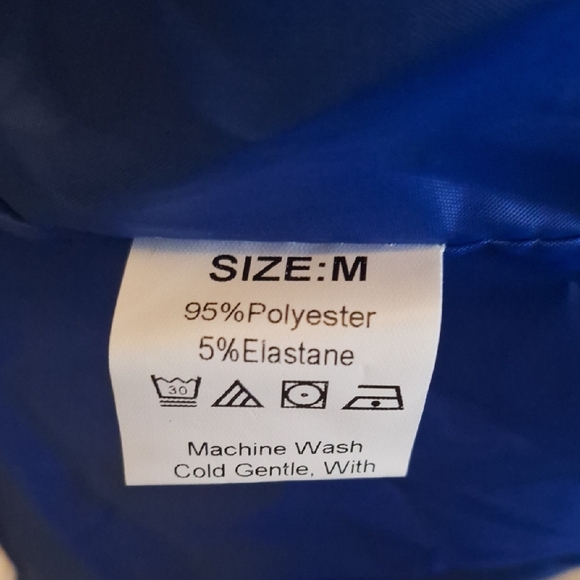 SIZE:M
95%Polyester
5%Elastane
30
Machine Wash
Cold Gentle, With